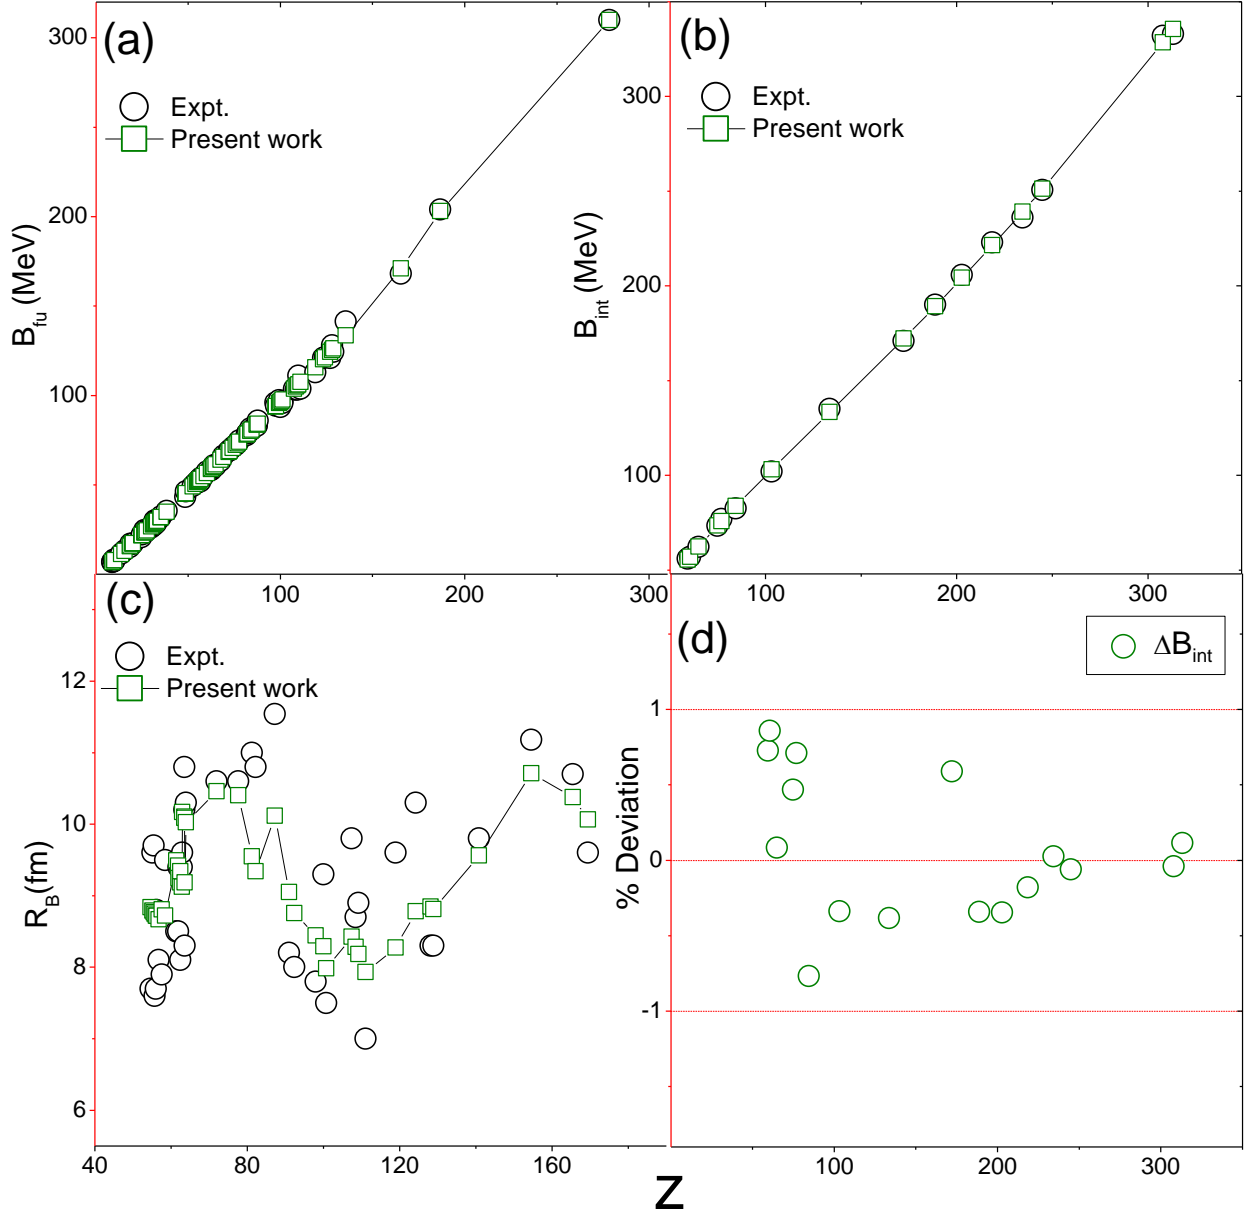 (a)
Expt.
Present work
B_fu (MeV)
300
200
100
100
200
300
(b)
Expt.
Present work
B_int (MeV)
300
200
100
100
200
300
(c)
Expt.
Present work
R_B(fm)
12
10
8
6
40
80
120
160
(d)
ΔB_int
% Deviation
1
0
-1
100
200
300
Z